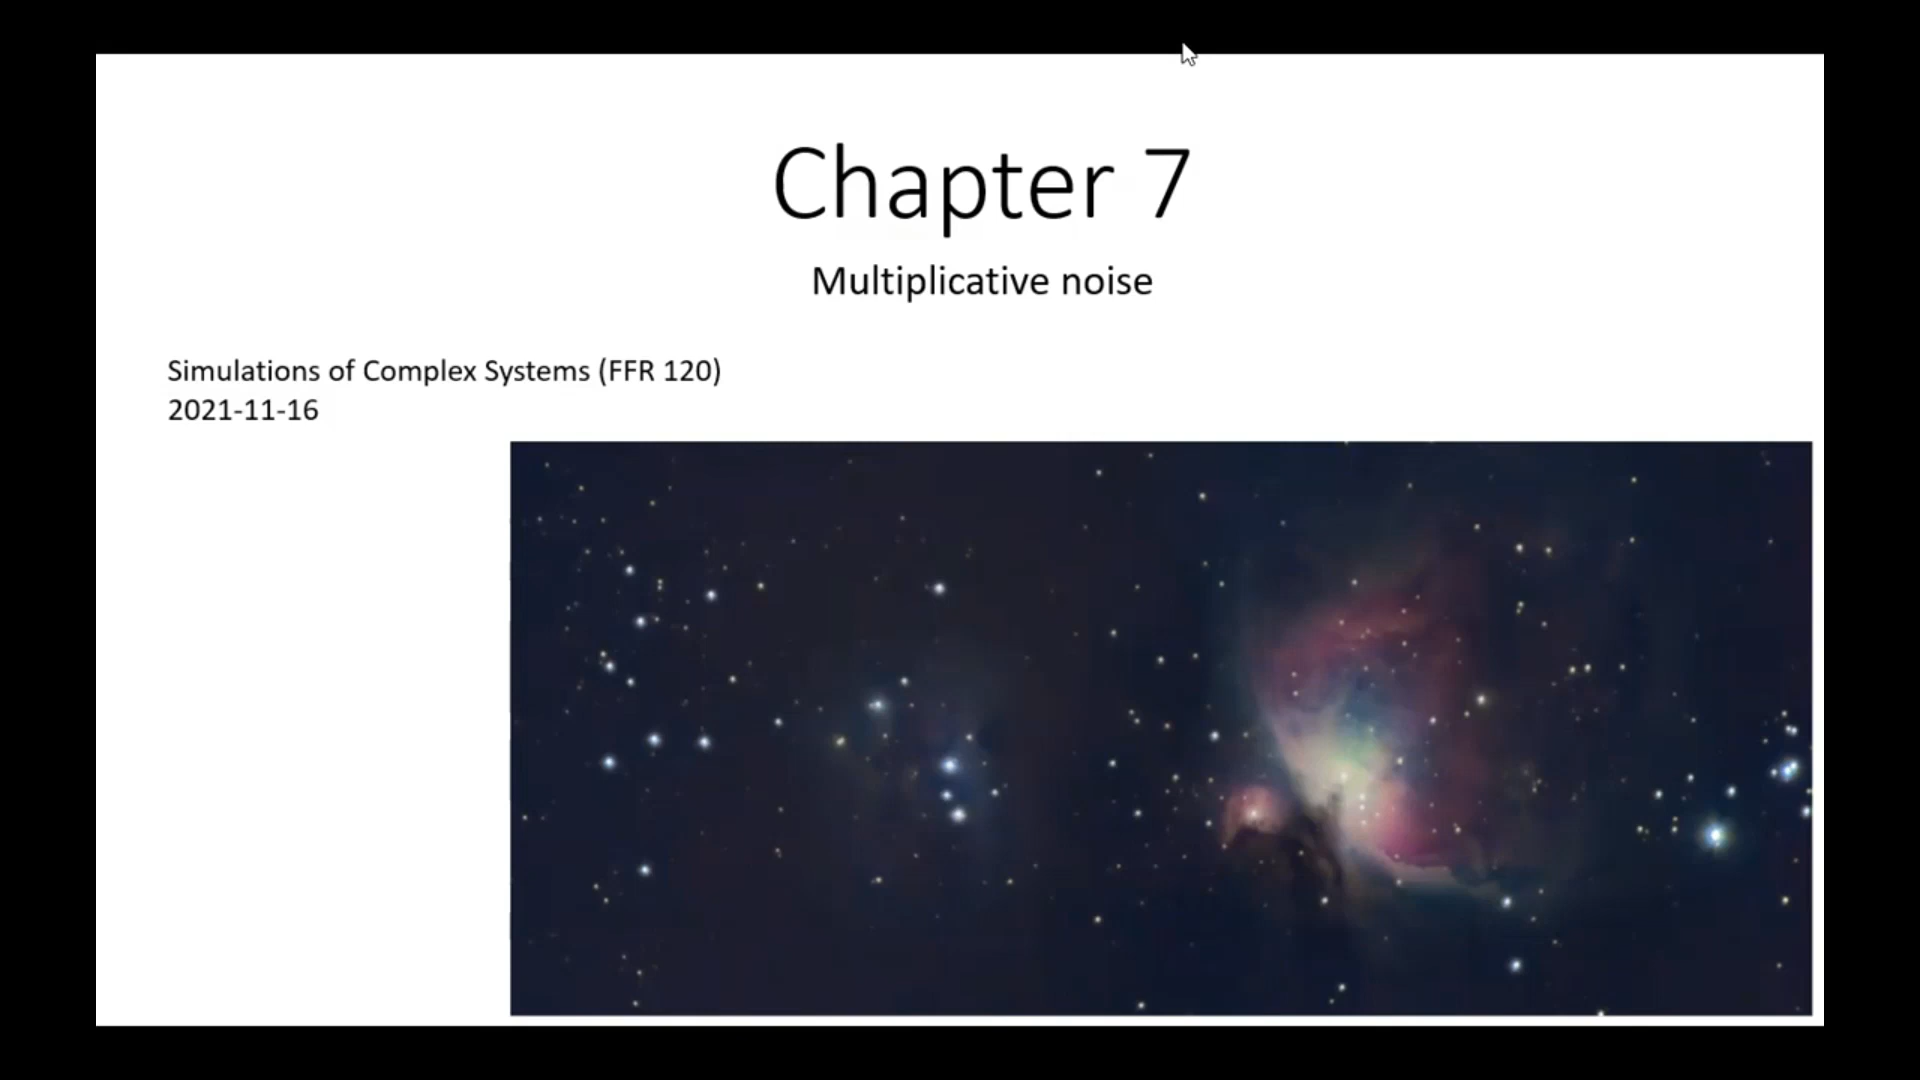 Chapter 7
Multiplicative noise
Simulations of Complex Systems (FFR 120)
2021-11-16